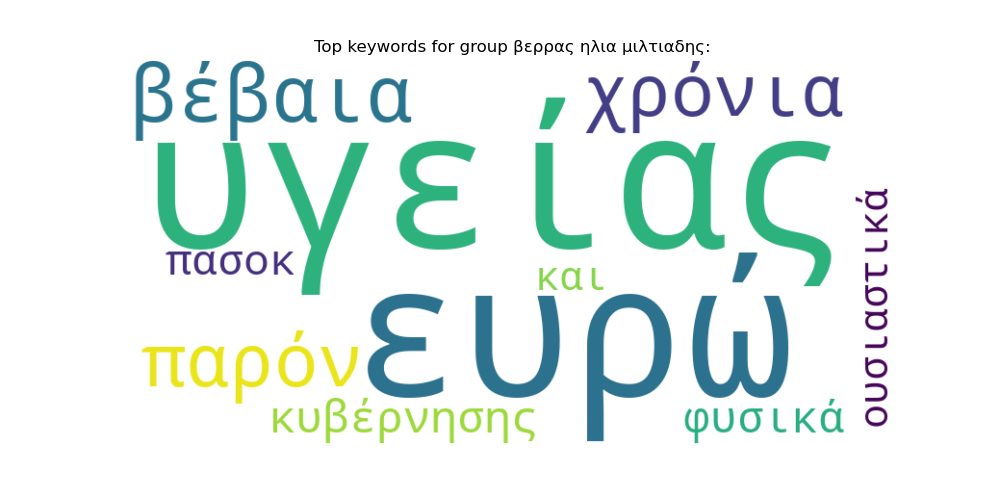 Top keywords for group βερρας ηλια μιλτιαδης:
βέβαια
χρόνια
υγείας
πασοκ
και
ουσιαστικά
ευρώ
παρόν
κυβέρνησης
φυσικά